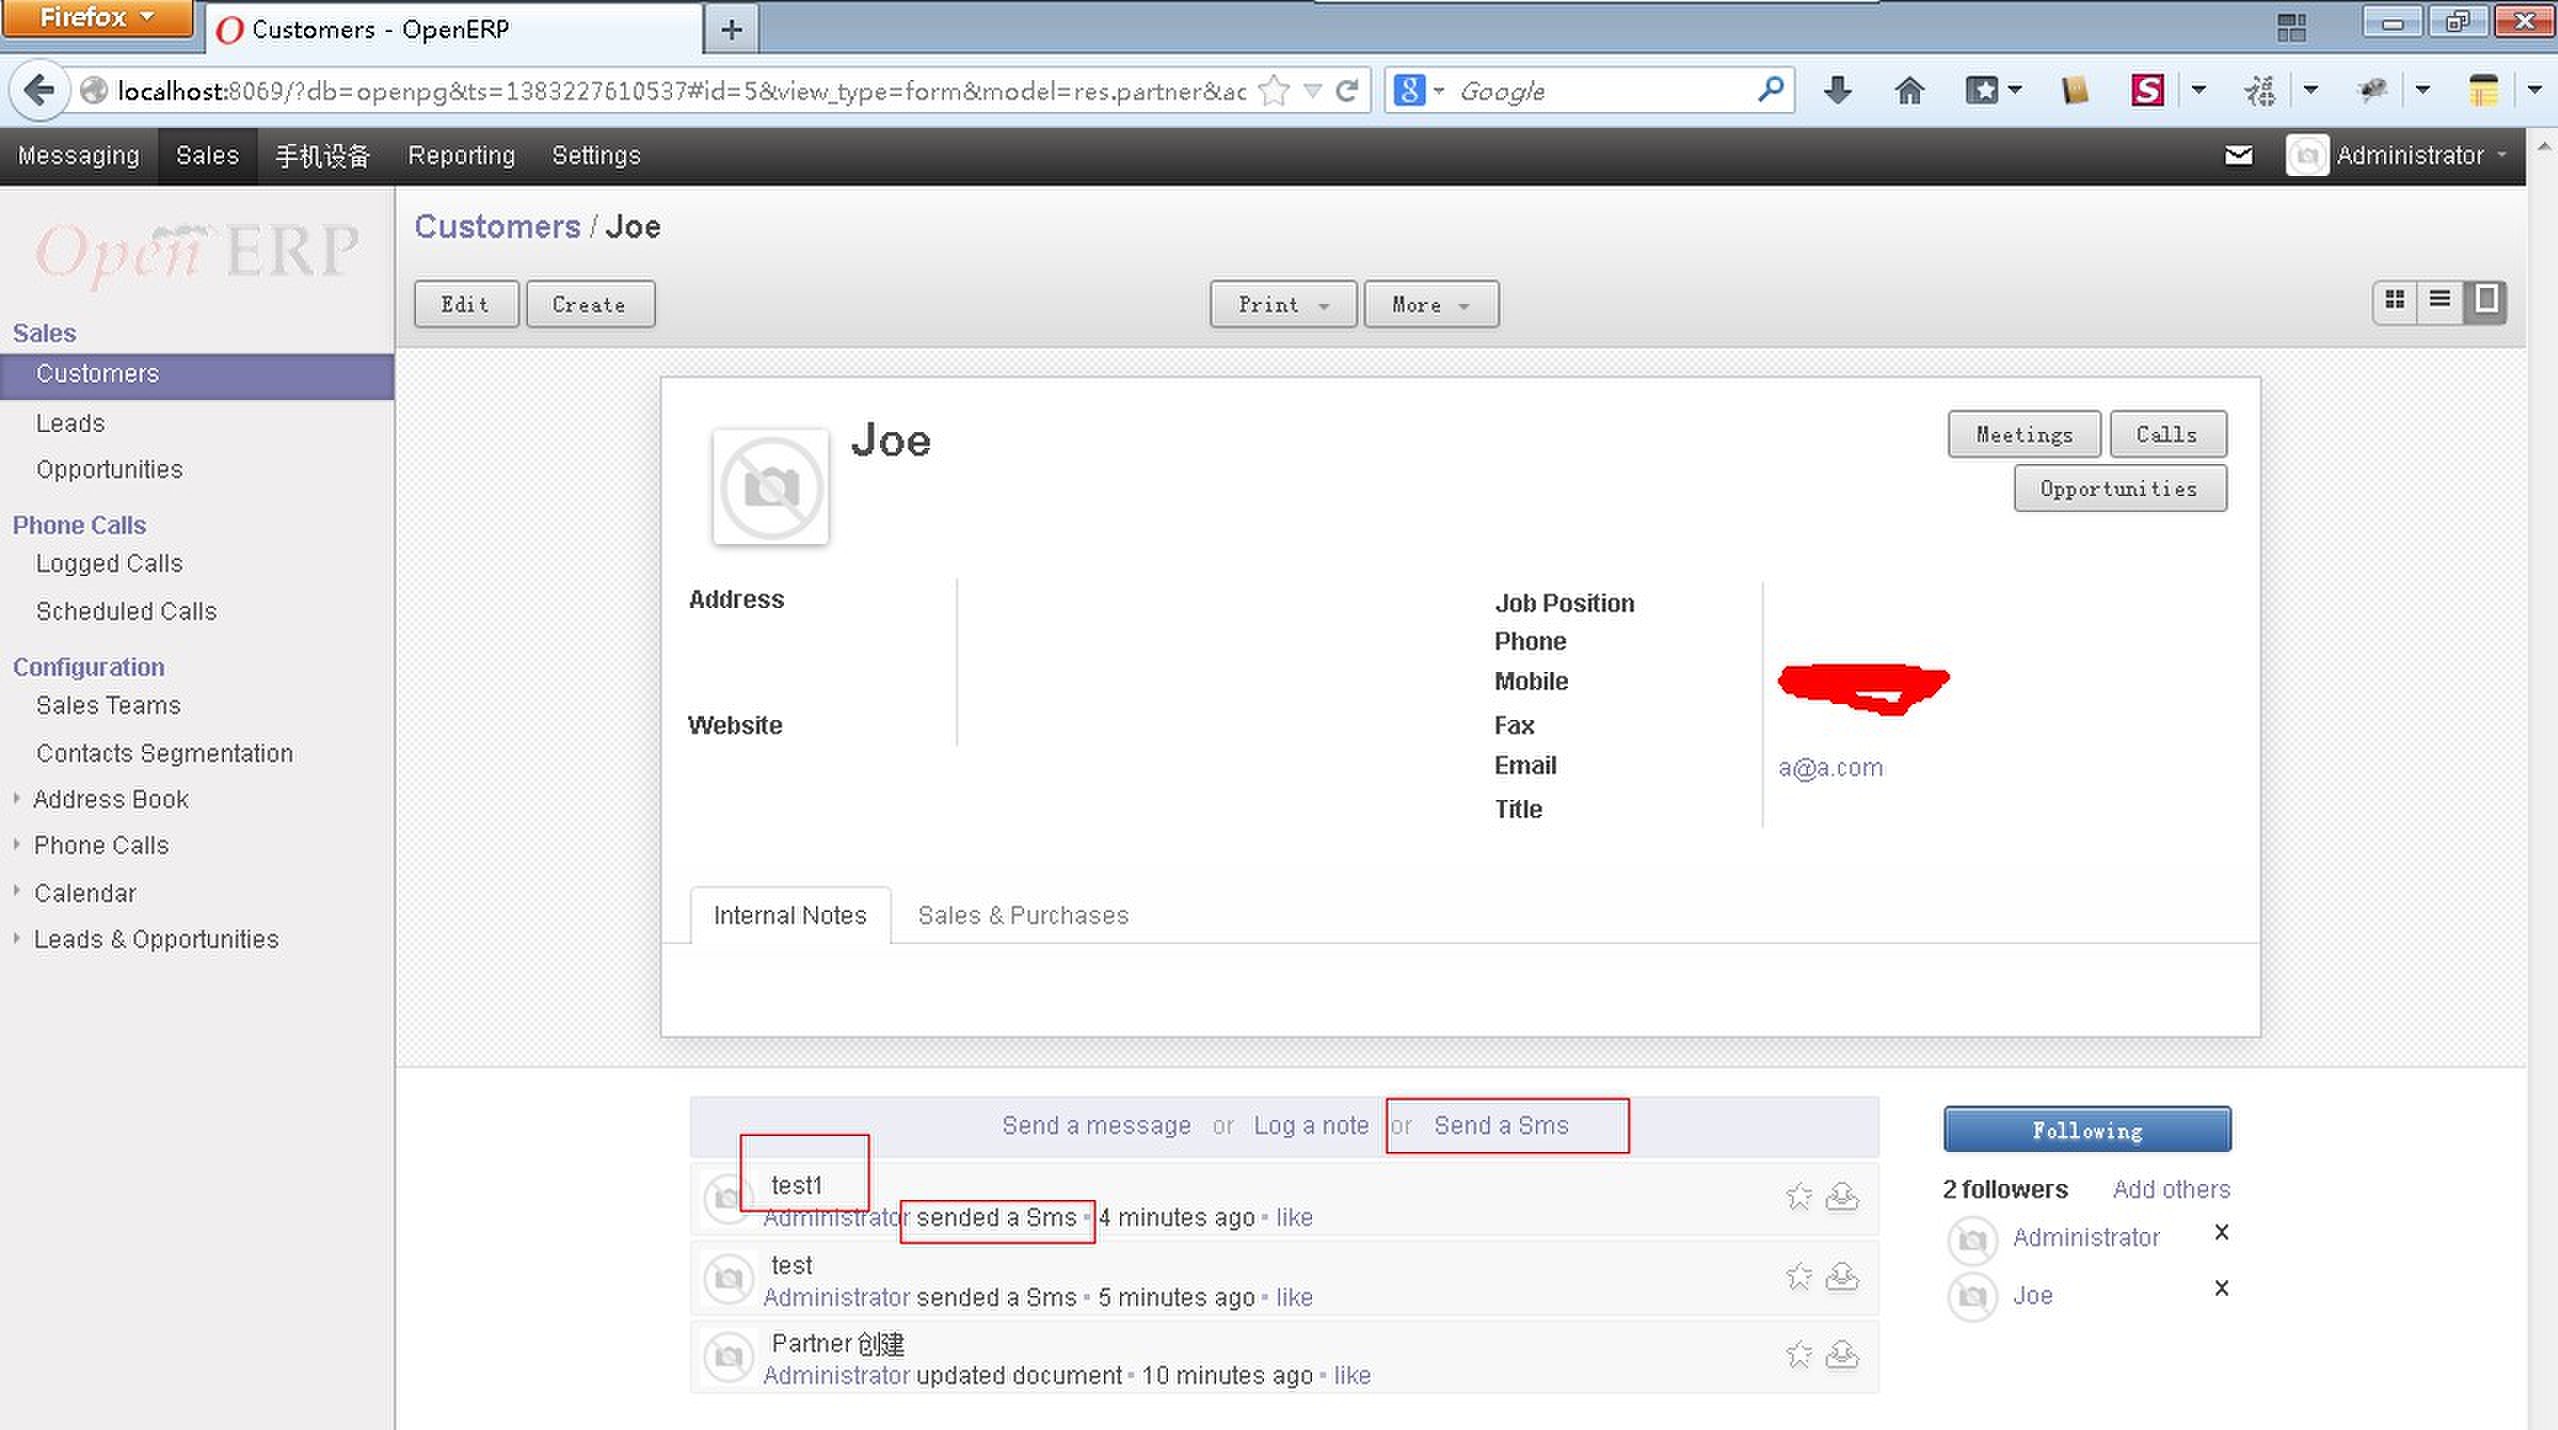 Firefox
Customers - OpenERP
localhost:8069/?db=openpg&ts=1383227610537#id=5&view_type=form&model=res.partner&ac
Google
Messaging Sales 手机设备 Reporting Settings Administrator
Open ERP
Customers / Joe
Edit Create Print More
Sales
Customers
Leads
Opportunities
Phone Calls
Logged Calls
Scheduled Calls
Configuration
Sales Teams
Contacts Segmentation
Address Book
Phone Calls
Calendar
Leads & Opportunities
Joe
Meetings Calls
Opportunities
Address
Website
Job Position
Phone
Mobile
Fax
Email a@a.com
Title
Internal Notes Sales & Purchases
Send a message or Log a note or Send a Sms
test1
Administrator sended a Sms • 4 minutes ago • like
test
Administrator sended a Sms • 5 minutes ago • like
Partner 创建
Administrator updated document • 10 minutes ago • like
Following
2 followers Add others
Administrator X
Joe X